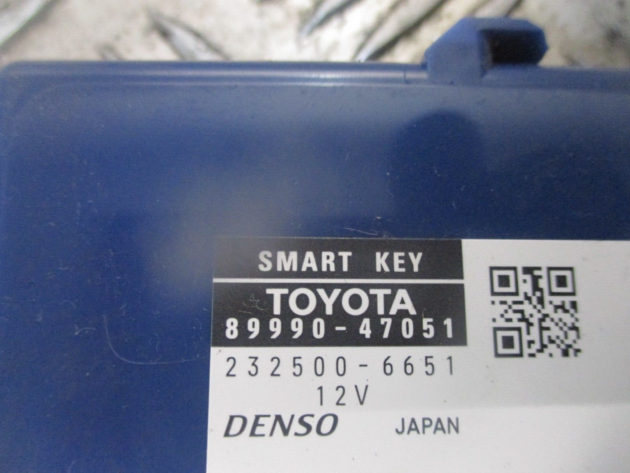 SMART KEY
TOYOTA
89990-47051
232500-6651
12V
DENSO JAPAN